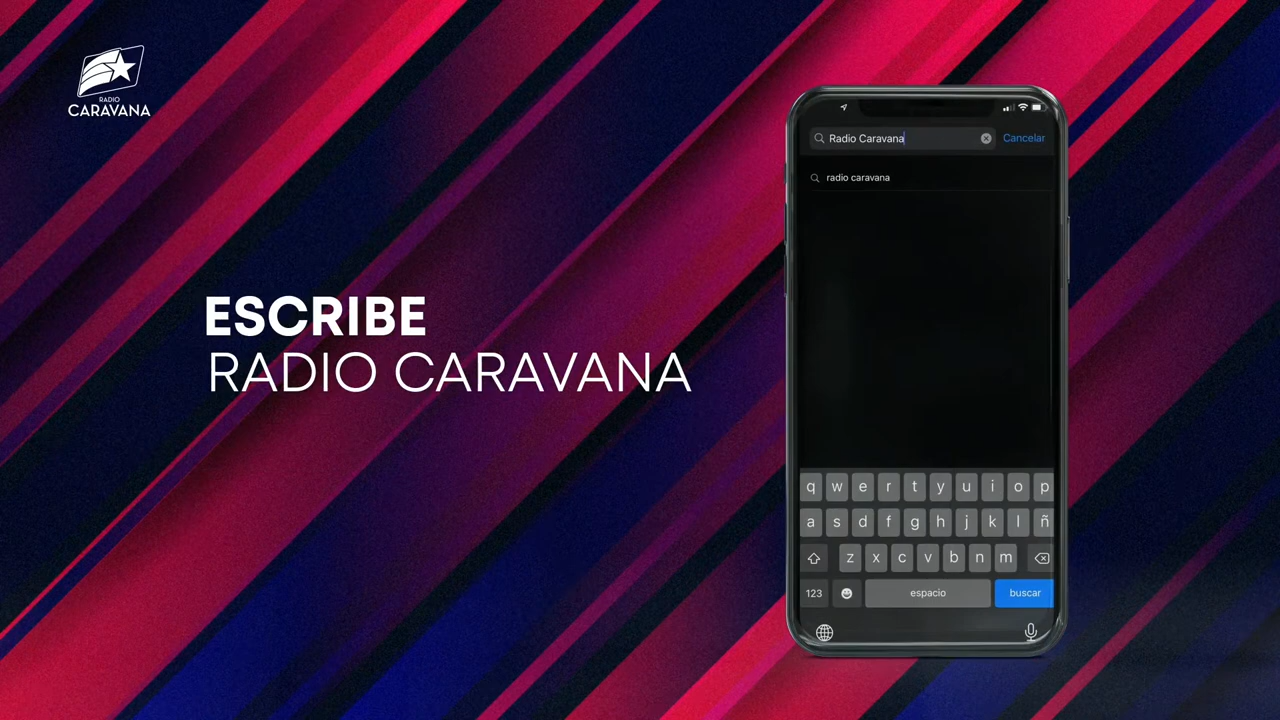 RADIO
CARAVANA
ESCRIBE
RADIO CARAVANA
Radio Caravana
Cancelar
radio caravana
q w e r t y u i o p
a s d f g h j k l ñ
z x c v b n m
123
espacio
buscar